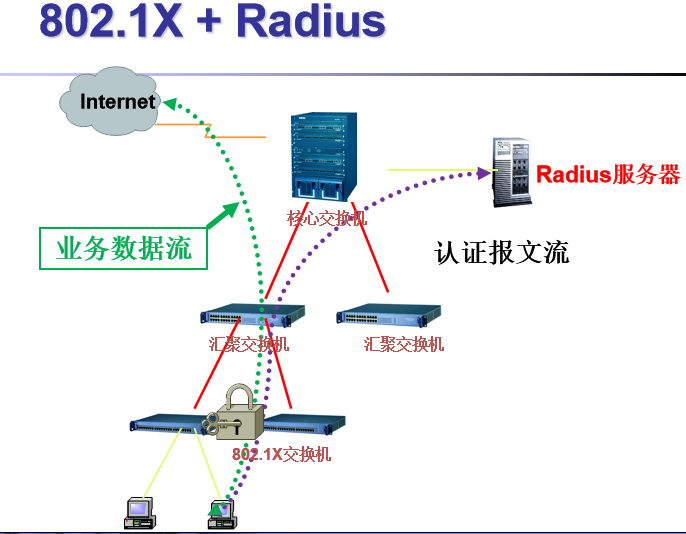 802.1X + Radius
Internet
Radius服务器
核心交换机
业务数据流
认证报文流
汇聚交换机
汇聚交换机
802.1X交换机